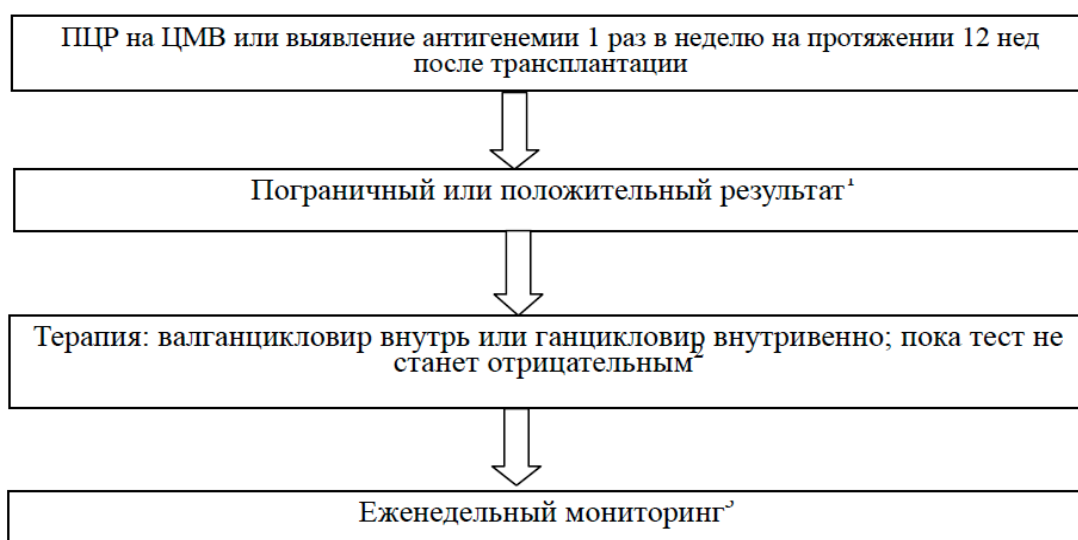 ПЦР на ЦМВ или выявление антигенемии 1 раз в неделю на протяжении 12 нед
после трансплантации
Пограничный или положительный результат¹
Терапия: валганцикловир внутрь или ганцикловир внутривенно; пока тест не
станет отрицательным²
Еженедельный мониторинг³